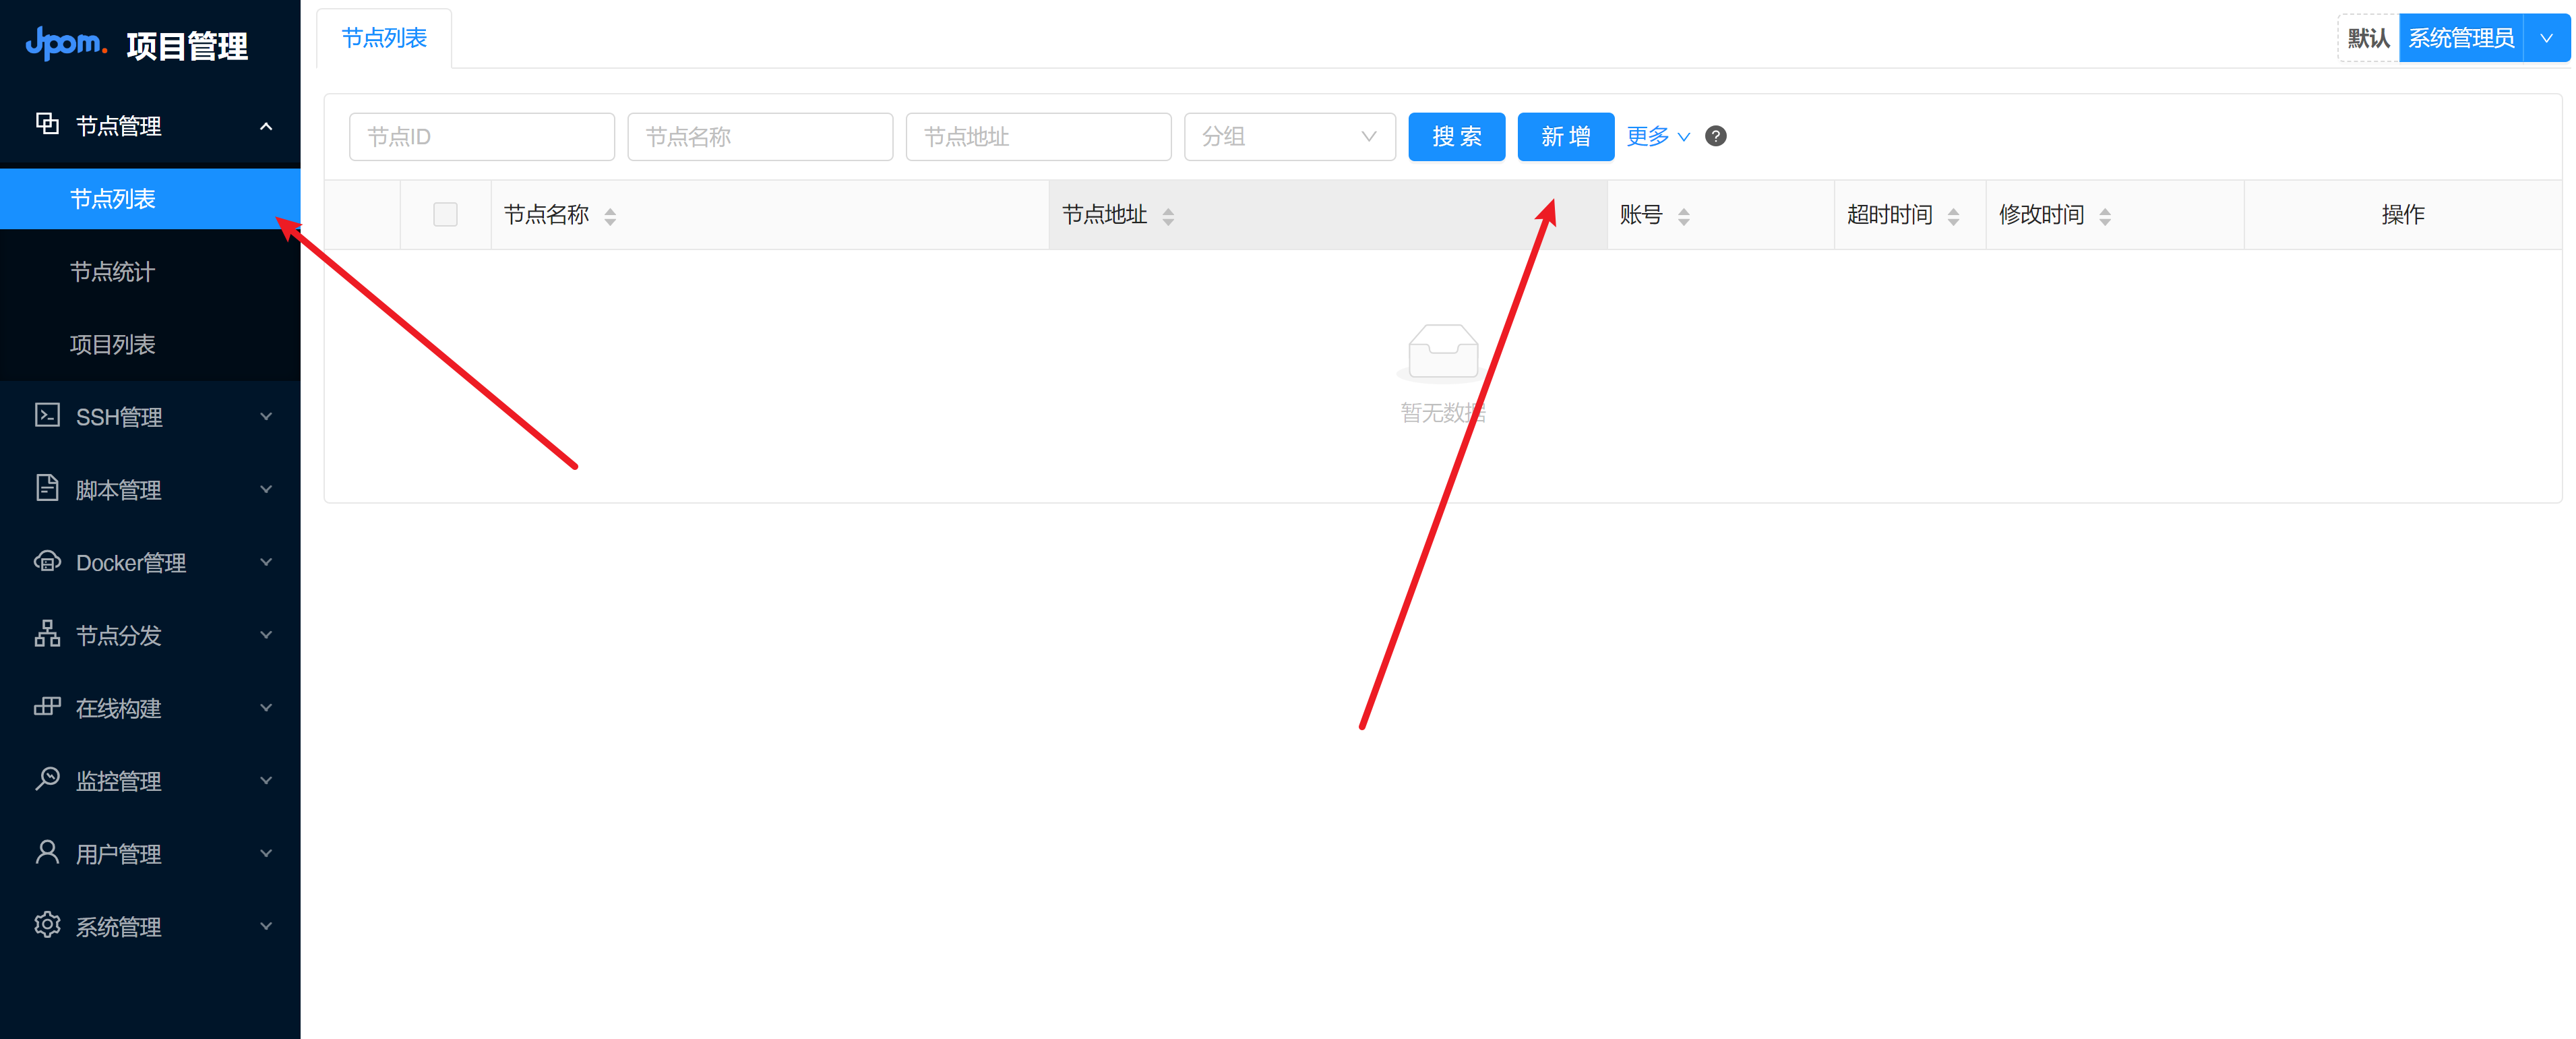 Jpom. 项目管理
节点管理
节点列表
节点统计
项目列表
SSH管理
脚本管理
Docker管理
节点分发
在线构建
监控管理
用户管理
系统管理
节点列表
默认 系统管理员
节点ID 节点名称 节点地址 分组 搜 索 新 增 更多 ?
节点名称 节点地址 账号 超时时间 修改时间 操作
暂无数据